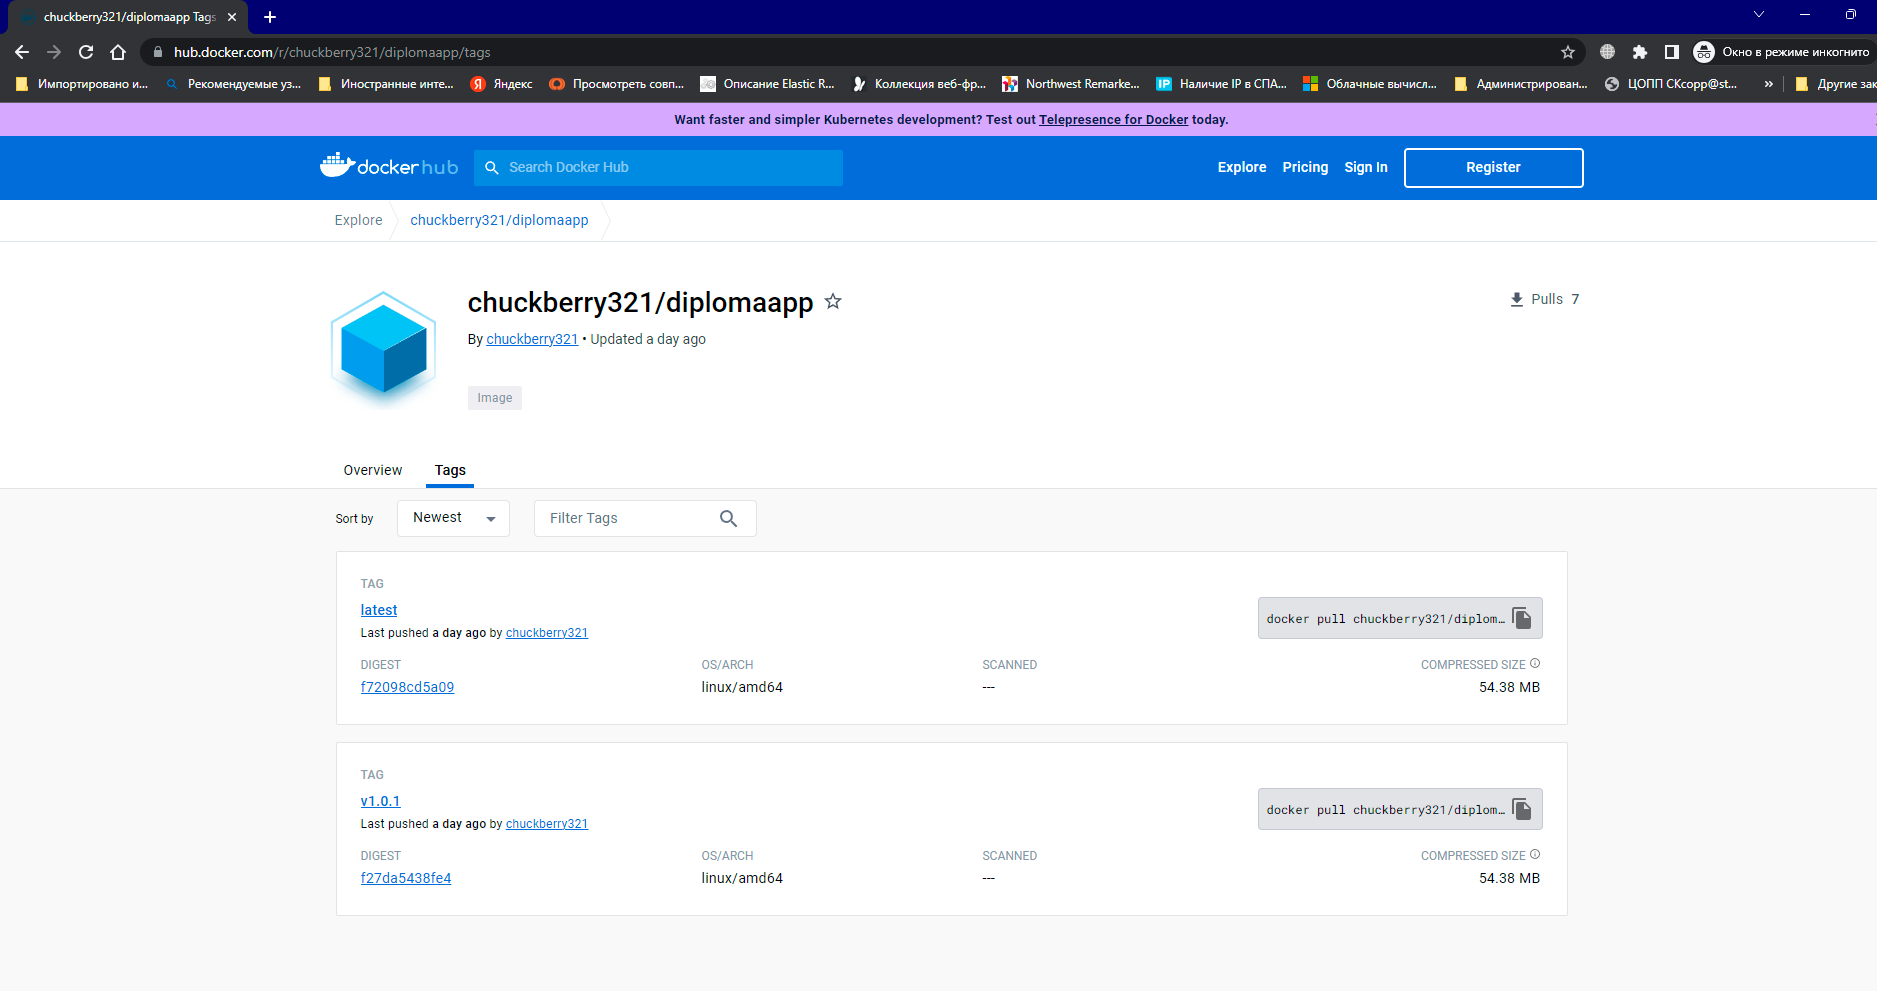 chuckberry321/diplomaapp Tags
hub.docker.com/r/chuckberry321/diplomaapp/tags
Окно в режиме инкогнито
Импортировано и... Рекомендуемые уз... Иностранные инте... Яндекс Просмотреть совп... Описание Elastic R... Коллекция веб-фр... Northwest Remarke... IP Наличие IP в СПА... Облачные вычисл... Администрирован... ЦОПП СКcopp@st... » Другие зак
Want faster and simpler Kubernetes development? Test out Telepresence for Docker today.
docker hub Search Docker Hub Explore Pricing Sign In Register
Explore chuckberry321/diplomaapp
chuckberry321/diplomaapp
Pulls 7
By chuckberry321 • Updated a day ago
Image
Overview Tags
Sort by Newest Filter Tags
TAG
latest
docker pull chuckberry321/diplom…
Last pushed a day ago by chuckberry321
DIGEST OS/ARCH SCANNED COMPRESSED SIZE
f72098cd5a09 linux/amd64 --- 54.38 MB
TAG
v1.0.1
docker pull chuckberry321/diplom…
Last pushed a day ago by chuckberry321
DIGEST OS/ARCH SCANNED COMPRESSED SIZE
f27da5438fe4 linux/amd64 --- 54.38 MB